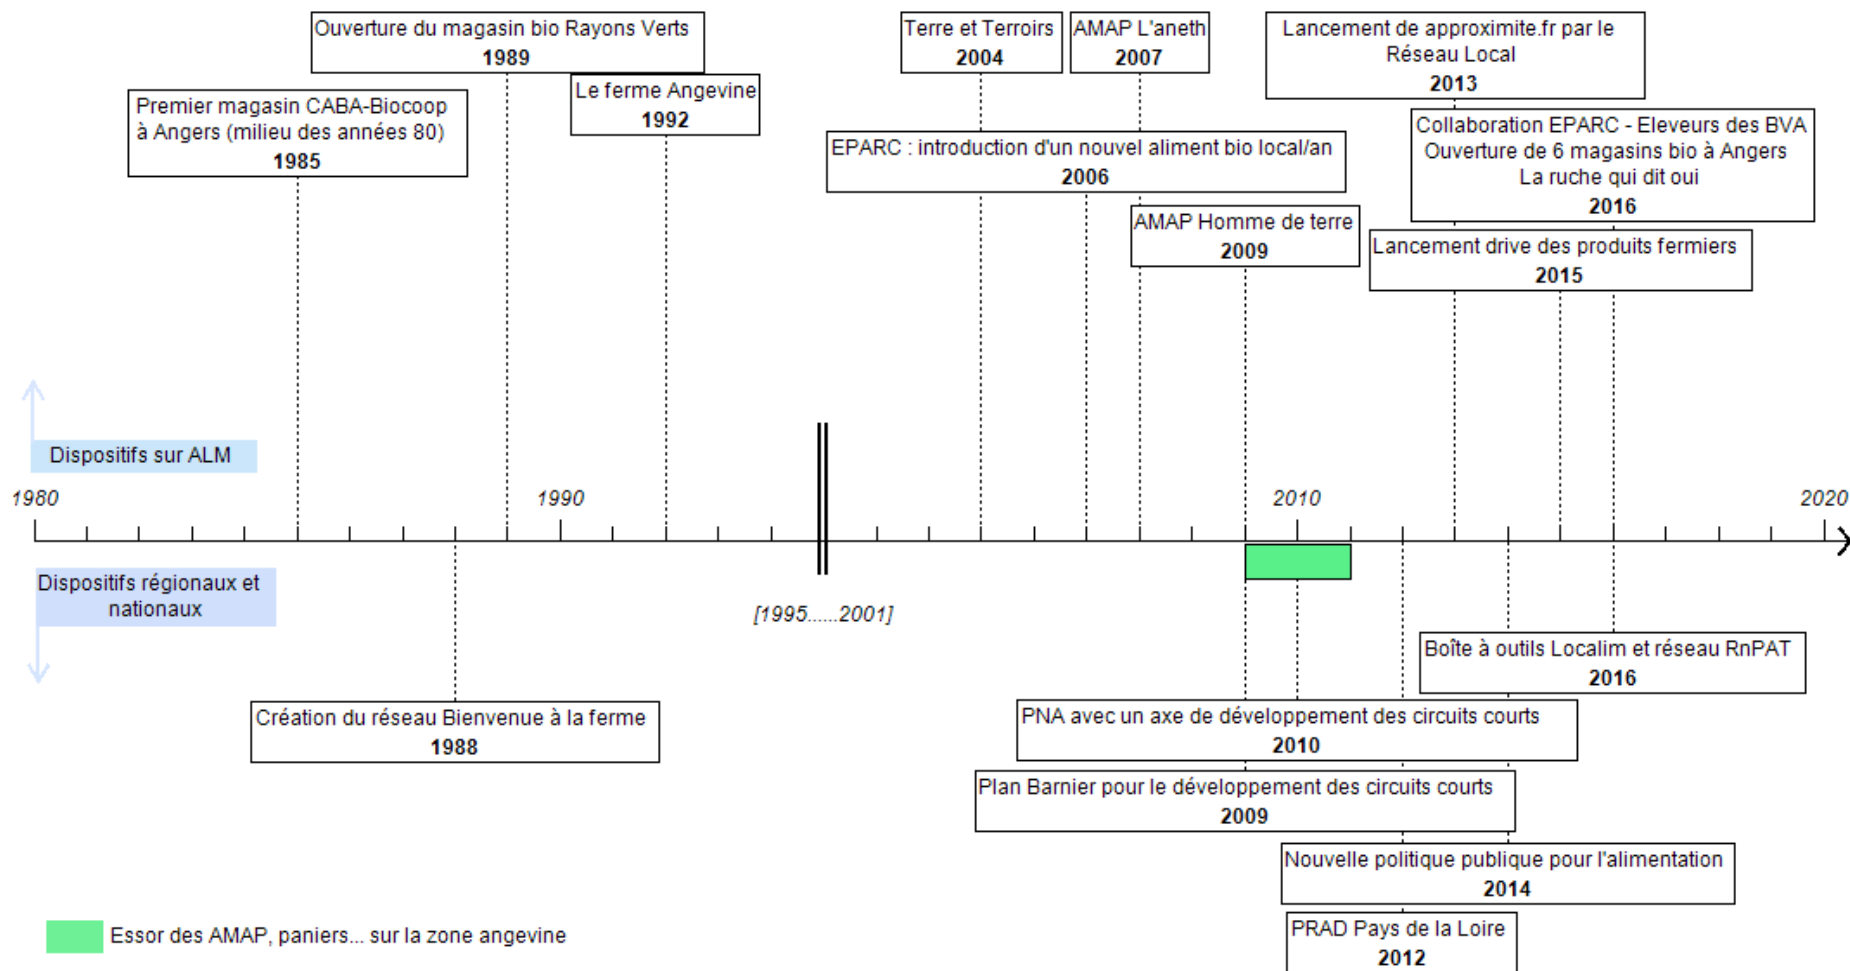 Ouverture du magasin bio Rayons Verts
1989
Terre et Terroirs
2004
AMAP L'aneth
2007
Lancement de approximite.fr par le
Réseau Local
2013
Le ferme Angevine
1992
Premier magasin CABA-Biocoop
à Angers (milieu des années 80)
1985
EPARC : introduction d'un nouvel aliment bio local/an
2006
Collaboration EPARC - Eleveurs des BVA
Ouverture de 6 magasins bio à Angers
La ruche qui dit oui
2016
AMAP Homme de terre
2009
Lancement drive des produits fermiers
2015
Dispositifs sur ALM
1980
1990
2010
2020
Dispositifs régionaux et
nationaux
[1995......2001]
Boîte à outils Localim et réseau RnPAT
2016
Création du réseau Bienvenue à la ferme
1988
PNA avec un axe de développement des circuits courts
2010
Plan Barnier pour le développement des circuits courts
2009
Nouvelle politique publique pour l'alimentation
2014
PRAD Pays de la Loire
2012
Essor des AMAP, paniers... sur la zone angevine